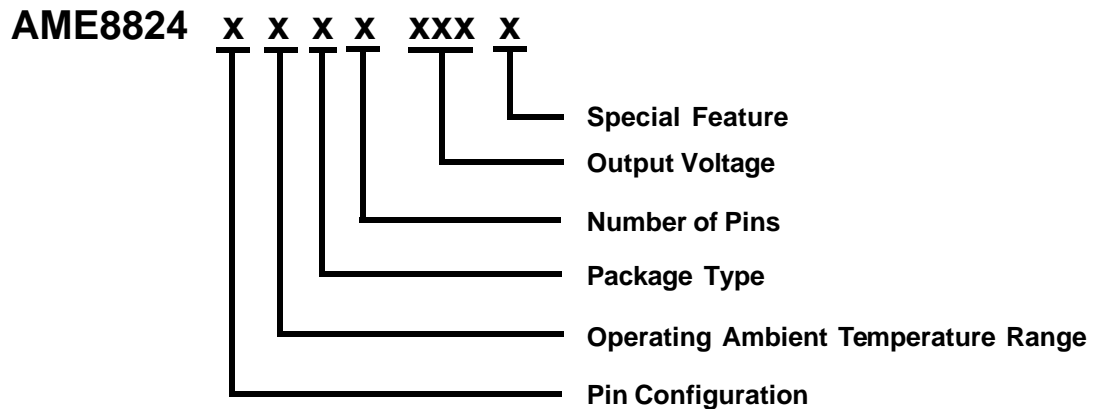 AME8824 x x x x xxx x
Special Feature
Output Voltage
Number of Pins
Package Type
Operating Ambient Temperature Range
Pin Configuration